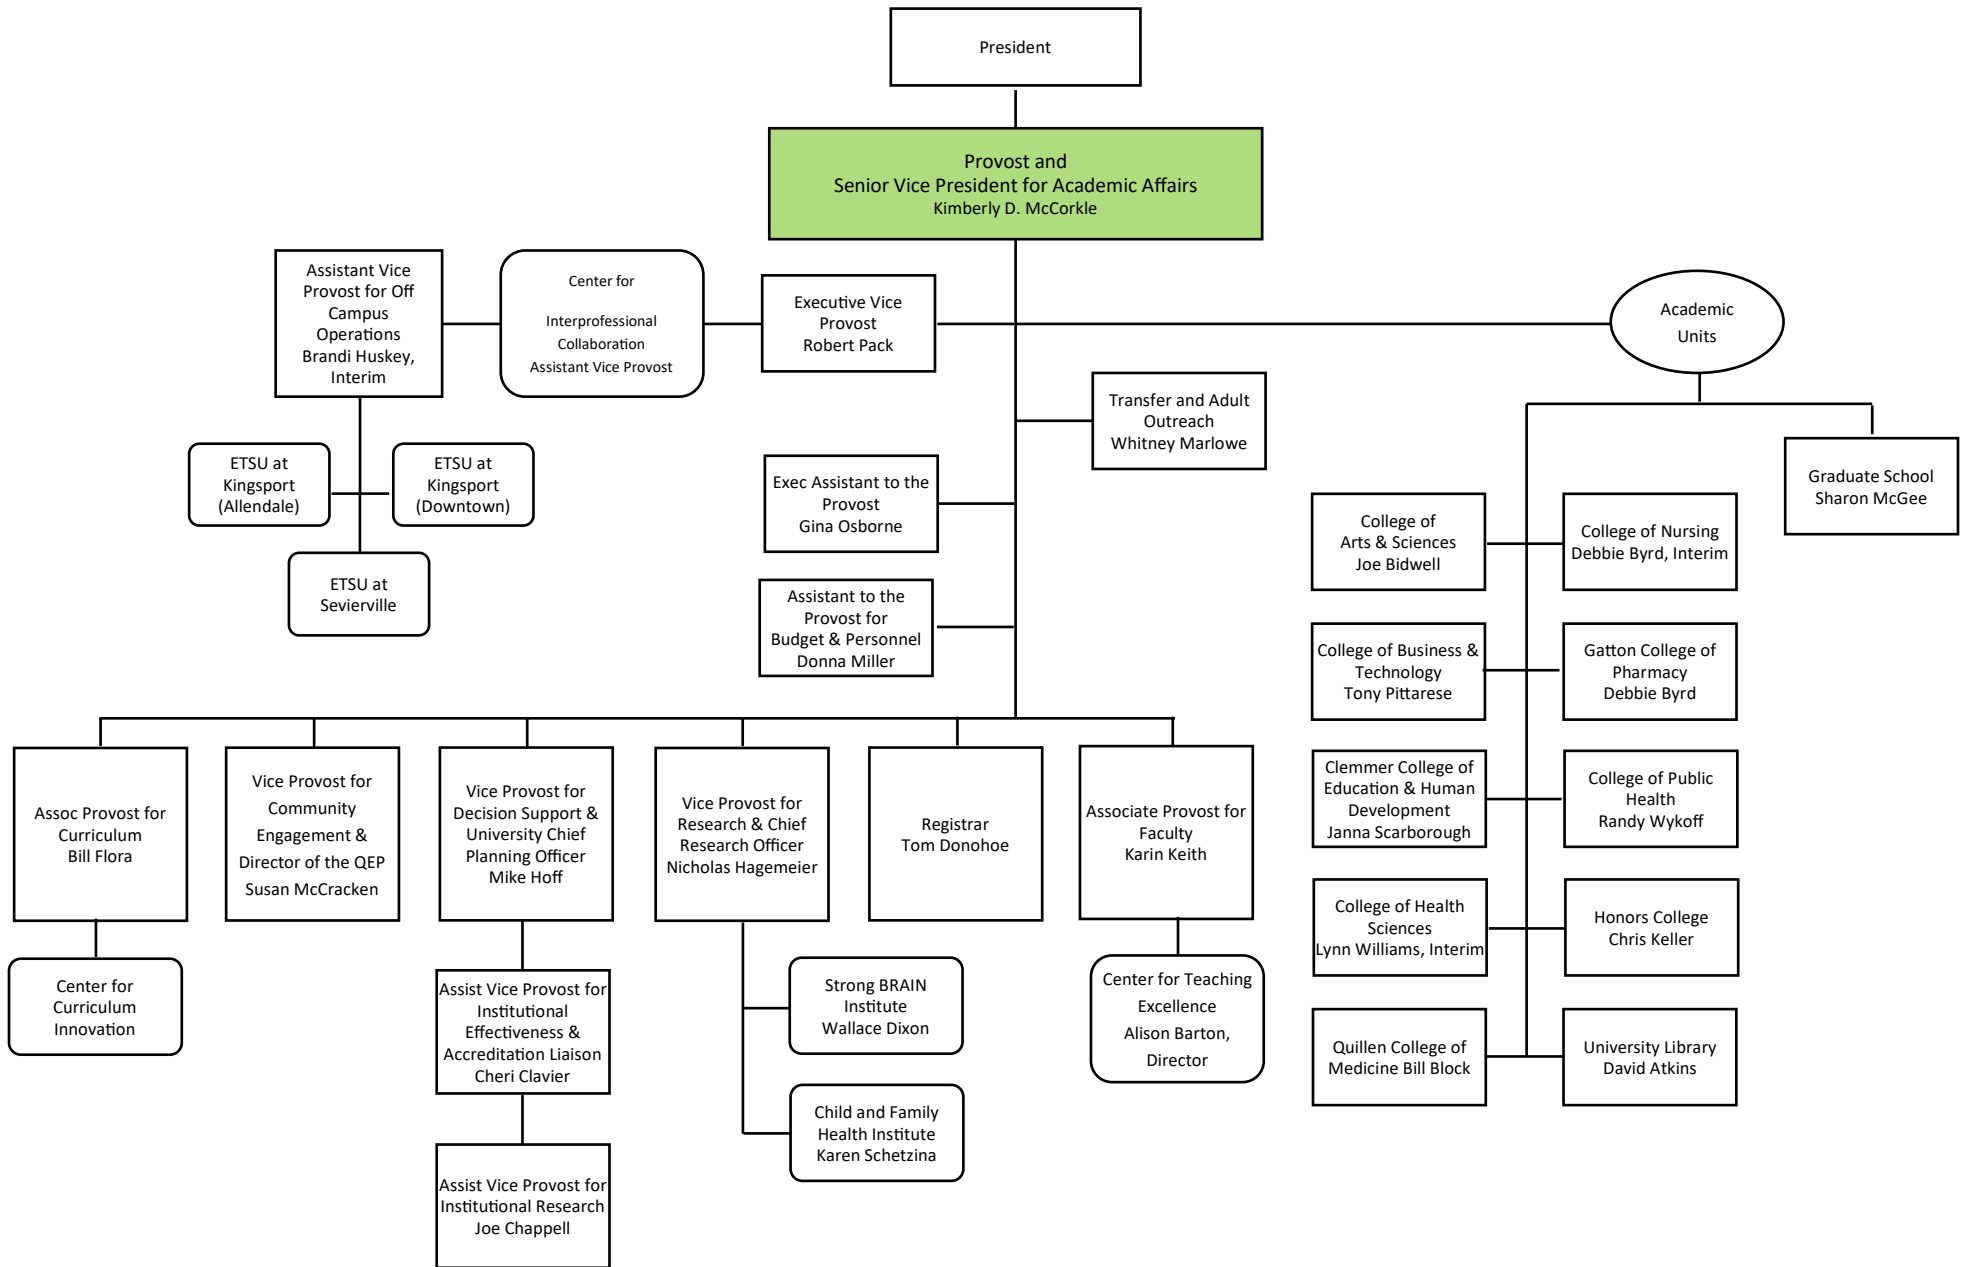 President
Provost and
Senior Vice President for Academic Affairs
Kimberly D. McCorkle
Assistant Vice
Provost for Off
Campus
Operations
Brandi Huskey,
Interim
Center for
Interprofessional
Collaboration
Assistant Vice Provost
Executive Vice
Provost
Robert Pack
Academic
Units
Transfer and Adult
Outreach
Whitney Marlowe
ETSU at
Kingsport
(Allendale)
ETSU at
Kingsport
(Downtown)
ETSU at
Sevierville
Exec Assistant to the
Provost
Gina Osborne
Assistant to the
Provost for
Budget & Personnel
Donna Miller
Graduate School
Sharon McGee
College of
Arts & Sciences
Joe Bidwell
College of Nursing
Debbie Byrd, Interim
College of Business &
Technology
Tony Pittarese
Gatton College of
Pharmacy
Debbie Byrd
Clemmer College of
Education & Human
Development
Janna Scarborough
College of Public
Health
Randy Wykoff
College of Health
Sciences
Lynn Williams, Interim
Honors College
Chris Keller
Quillen College of
Medicine Bill Block
University Library
David Atkins
Assoc Provost for
Curriculum
Bill Flora
Vice Provost for
Community
Engagement &
Director of the QEP
Susan McCracken
Vice Provost for
Decision Support &
University Chief
Planning Officer
Mike Hoff
Vice Provost for
Research & Chief
Research Officer
Nicholas Hagemeier
Registrar
Tom Donohoe
Associate Provost for
Faculty
Karin Keith
Center for
Curriculum
Innovation
Assist Vice Provost for
Institutional
Effectiveness &
Accreditation Liaison
Cheri Clavier
Assist Vice Provost for
Institutional Research
Joe Chappell
Strong BRAIN
Institute
Wallace Dixon
Child and Family
Health Institute
Karen Schetzina
Center for Teaching
Excellence
Alison Barton,
Director